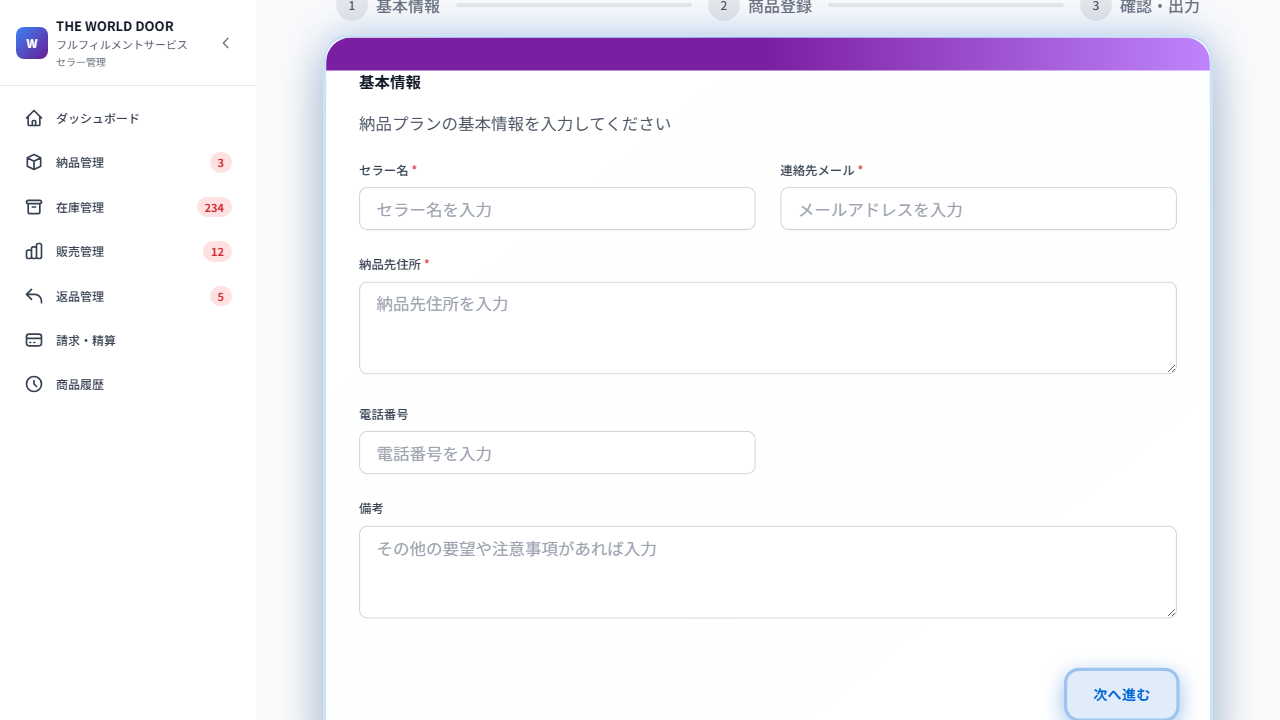 THE WORLD DOOR
W
フルフィルメントサービス
セラー管理
ダッシュボード
納品管理 3
在庫管理 234
販売管理 12
返品管理 5
請求・精算
商品履歴
1 基本情報 2 商品登録 3 確認・出力
基本情報
納品プランの基本情報を入力してください
セラー名 * 連絡先メール *
セラー名を入力 メールアドレスを入力
納品先住所 *
納品先住所を入力
電話番号
電話番号を入力
備考
その他の要望や注意事項があれば入力
次へ進む